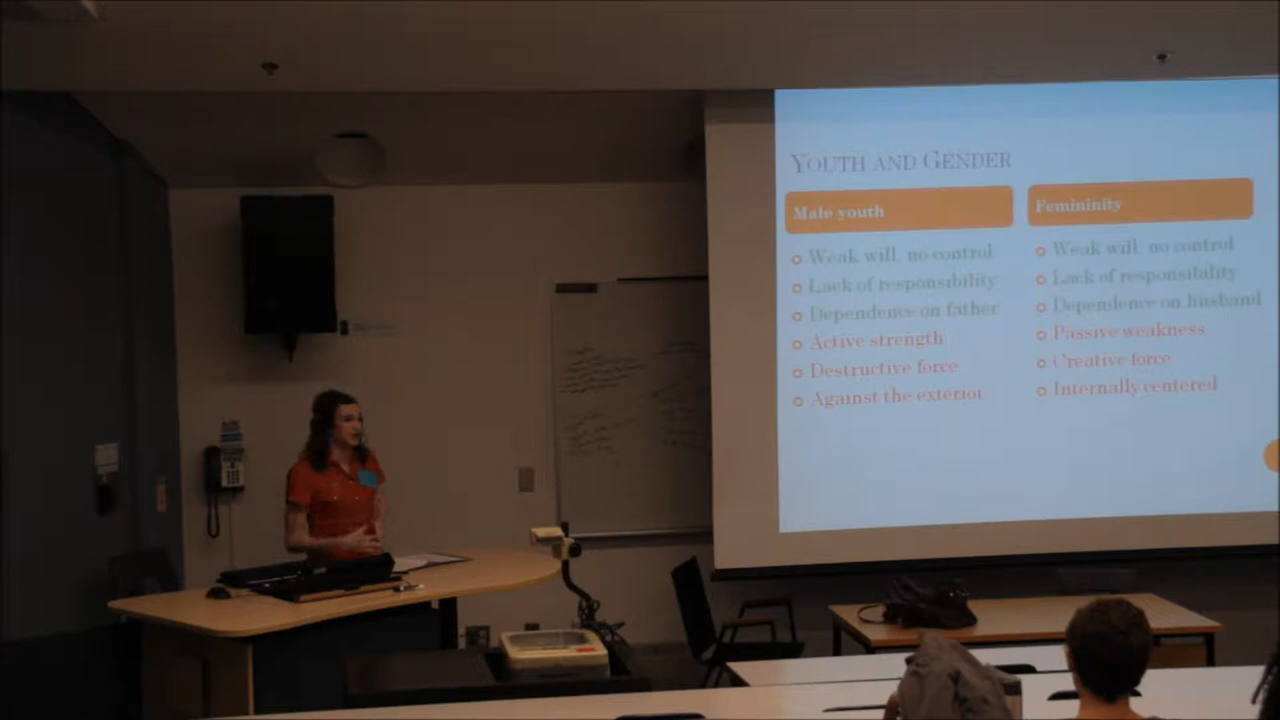 YOUTH AND GENDER
Male youth
Weak will, no control
Lack of responsibility
Dependence on father
Active strength
Destructive force
Against the exterior
Femininity
Weak will, no control
Lack of responsibility
Dependence on husband
Passive weakness
Creative force
Internally centered